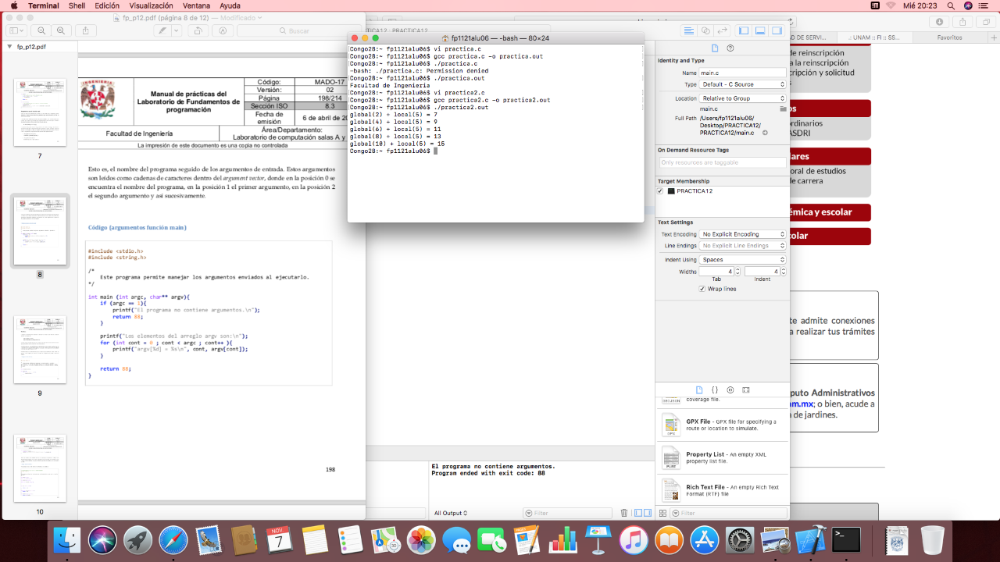 Terminal Shell Edición Visualización Ventana Ayuda
Mié 20:23
fp_p12.pdf (página 8 de 12) — Modificado
Buscar
fp_p12.pdf
7
8
9
10
Manual de prácticas del
Laboratorio de Fundamentos de
programación
Código: MADO-17
Versión: 02
Página 198/214
Sección ISO 8.3
Fecha de
emisión
6 de abril de 20
Facultad de Ingeniería
Área/Departamento:
Laboratorio de computación salas A y
La impresión de este documento es una copia no controlada
Esto es, el nombre del programa seguido de los argumentos de entrada. Estos argumentos
son leídos como cadenas de caracteres dentro del argument vector, donde en la posición 0 se
encuentra el nombre del programa, en la posición 1 el primer argumento, en la posición 2
el segundo argumento y así sucesivamente.
Código (argumentos función main)
#include <stdio.h>
#include <string.h>
/*
Este programa permite manejar los argumentos enviados al ejecutarlo.
*/
int main (int argc, char** argv){
if (argc == 1){
printf("El programa no contiene argumentos.\n");
return 88;
}
printf("Los elementos del arreglo argv son:\n");
for (int cont = 0 ; cont < argc ; cont++ ){
printf("argv[%d] = %s\n", cont, argv[cont]);
}
return 88;
}
198
fp1121alu06 — -bash — 80×24
Congo28:~ fp1121alu06$ vi practica.c
Congo28:~ fp1121alu06$ gcc practica.c -o practica.out
Congo28:~ fp1121alu06$ ./practica.c
-bash: ./practica.c: Permission denied
Congo28:~ fp1121alu06$ ./practica.out
Facultad de Ingenieria
Congo28:~ fp1121alu06$ vi practica2.c
Congo28:~ fp1121alu06$ gcc practica2.c -o practica2.out
Congo28:~ fp1121alu06$ ./practica2.out
global(2) + local(5) = 7
global(4) + local(5) = 9
global(6) + local(5) = 11
global(8) + local(5) = 13
global(10) + local(5) = 15
Congo28:~ fp1121alu06$
Identity and Type
Name main.c
Type Default - C Source
Location Relative to Group
main.c
Full Path /Users/fp1121alu06/
Desktop/PRACTICA12/
PRACTICA12/main.c
On Demand Resource Tags
Only resources are taggable
Target Membership
PRACTICA12
Text Settings
Text Encoding No Explicit Encoding
Line Endings No Explicit Line Endings
Indent Using Spaces
Widths 4 4
Tab Indent
Wrap lines
coverage file.
GPX File - GPX file for specifying a
route or location to simulate.
Property List - An empty XML
property list file.
Rich Text File - An empty Rich Text
Format (RTF) file
Filter
El programa no contiene argumentos.
Program ended with exit code: 88
All Output
Filter
AD DE SERVI...
.: UNAM :: FI :: SS...
Favoritos
de reinscripción
a la reinscripción
cripción y solicitud
os
ordinarios
ASDRI
lares
oral de estudios
de carrera
émica y escolar
olar
te admite conexiones
a realizar tus trámites
puto Administrativos
am.mx; o bien, acude a
n de jardines.
NOV.
7